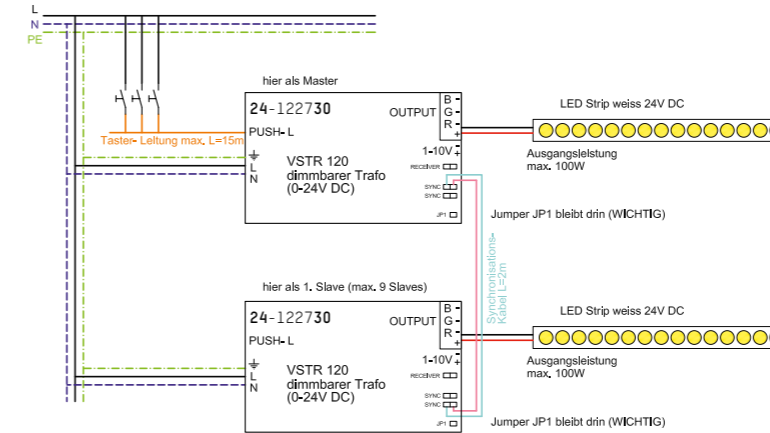 L
N
PE
hier als Master
24-122730
PUSH-L
Taster-Leitung max. L=15m
L
N
VSTR 120
dimmbarer Trafo
(0-24V DC)
OUTPUT
B -
G -
R -
+
1-10V
-
+
RECEIVER
SYNC
SYNC
JP1
LED Strip weiss 24V DC
Ausgangsleistung
max. 100W
Jumper JP1 bleibt drin (WICHTIG)
Synchronisations-
Kabel L=2m
hier als 1. Slave (max. 9 Slaves)
24-122730
PUSH-L
L
N
VSTR 120
dimmbarer Trafo
(0-24V DC)
OUTPUT
B -
G -
R -
+
1-10V
-
+
RECEIVER
SYNC
SYNC
JP1
LED Strip weiss 24V DC
Ausgangsleistung
max. 100W
Jumper JP1 bleibt drin (WICHTIG)